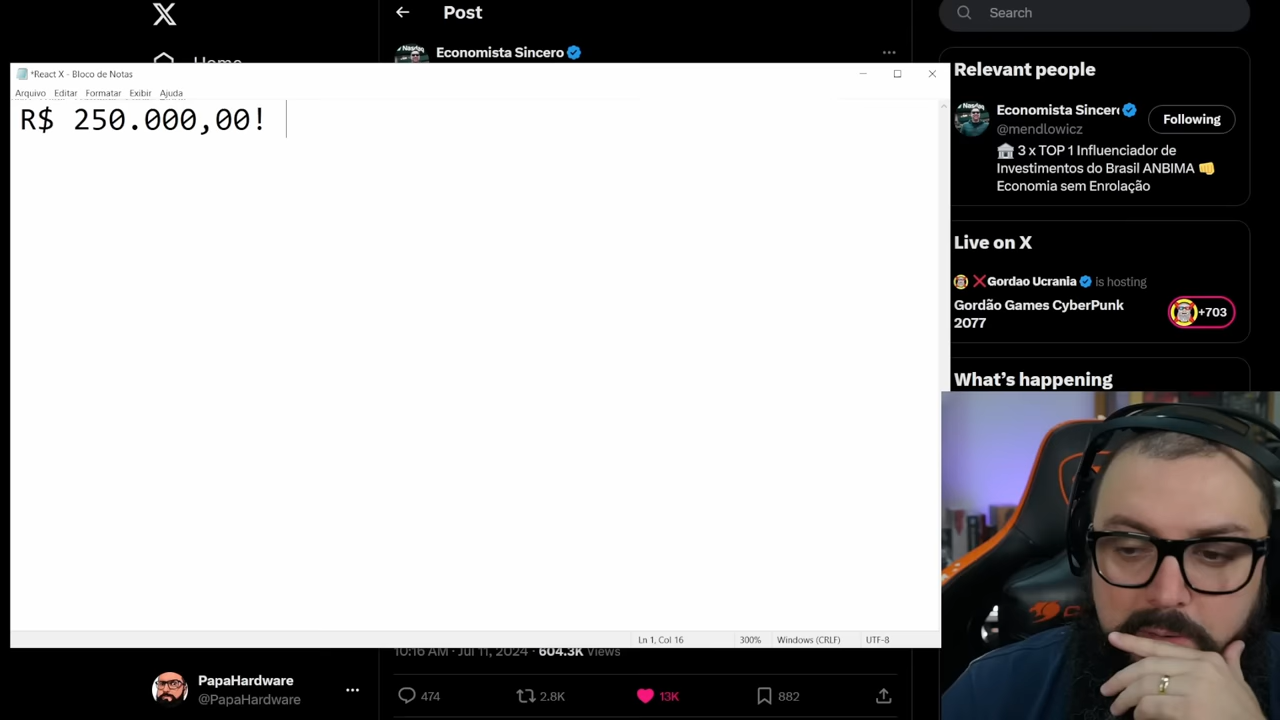 Post
Search
Home
Economista Sincero
*React X - Bloco de Notas
Arquivo Editar Formatar Exibir Ajuda
R$ 250.000,00!
Ln 1, Col 16 300% Windows (CRLF) UTF-8
10:16 AM · Jul 11, 2024 · 604.3K Views
474 2.8K 13K 882
PapaHardware
@PapaHardware
Relevant people
Economista Sincer
@mendlowicz
Following
3 x TOP 1 Influenciador de
Investimentos do Brasil ANBIMA
Economia sem Enrolação
Live on X
Gordao Ucrania is hosting
Gordão Games CyberPunk
2077
+703
What's happening